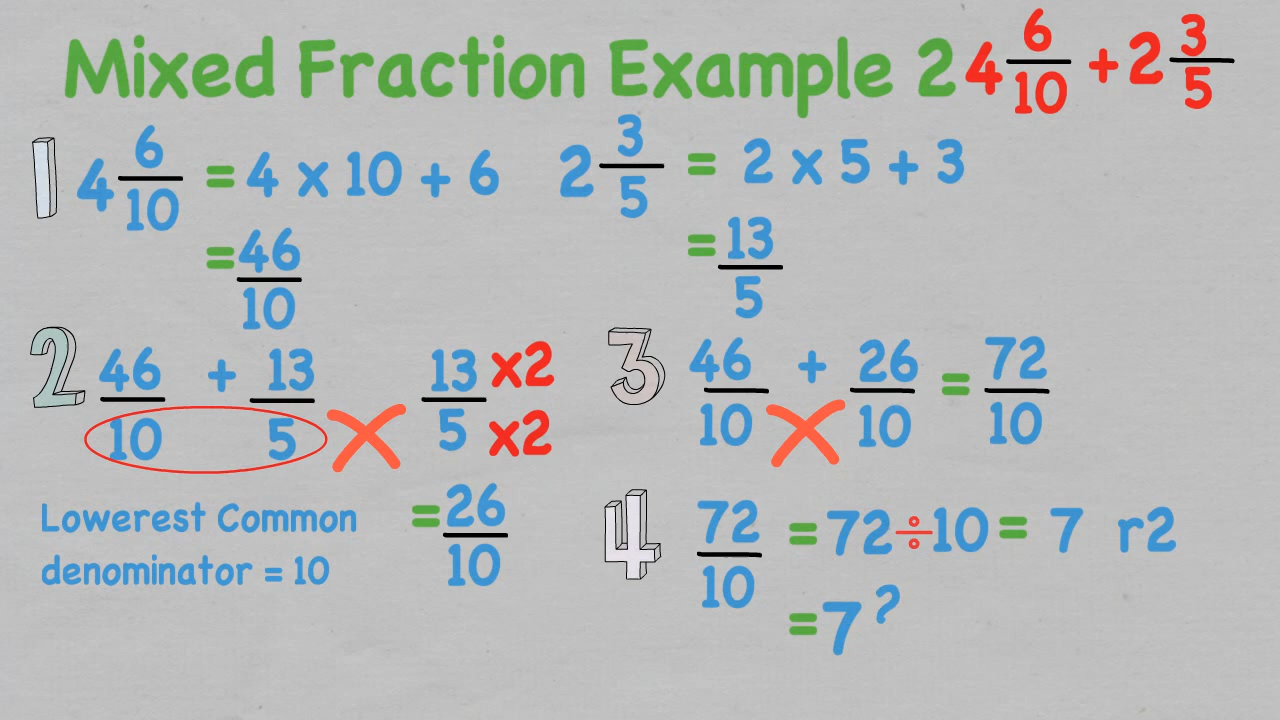 Mixed Fraction Example 2 4 6/10 + 2 3/5
1 4 6/10 = 4 x 10 + 6
= 46/10
2 3/5 = 2 x 5 + 3
= 13/5
2 46/10 + 13/5
13/5 x2 x2
Lowerest Common
denominator = 10
= 26/10
3 46/10 + 26/10 = 72/10
4 72/10 = 72÷10 = 7 r2
= 7 ?